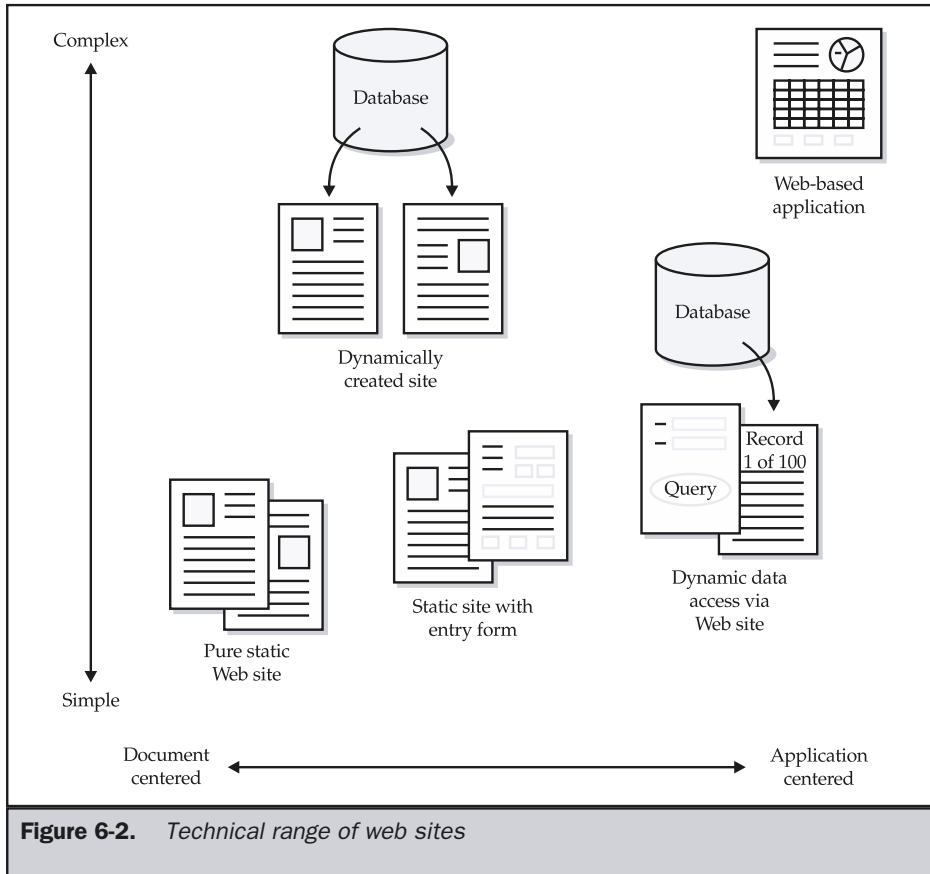 Complex
Database
Web-based
application
Dynamically
created site
Database
Record
1 of 100
Query
Dynamic data
access via
Web site
Static site with
entry form
Pure static
Web site
Simple
Document
centered
Application
centered
Figure 6-2. Technical range of web sites